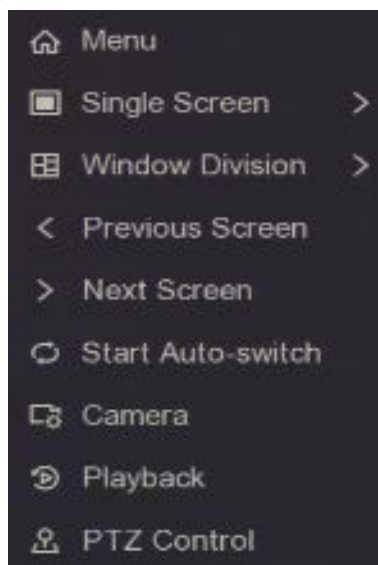 Menu
Single Screen
Window Division
Previous Screen
Next Screen
Start Auto-switch
Camera
Playback
PTZ Control